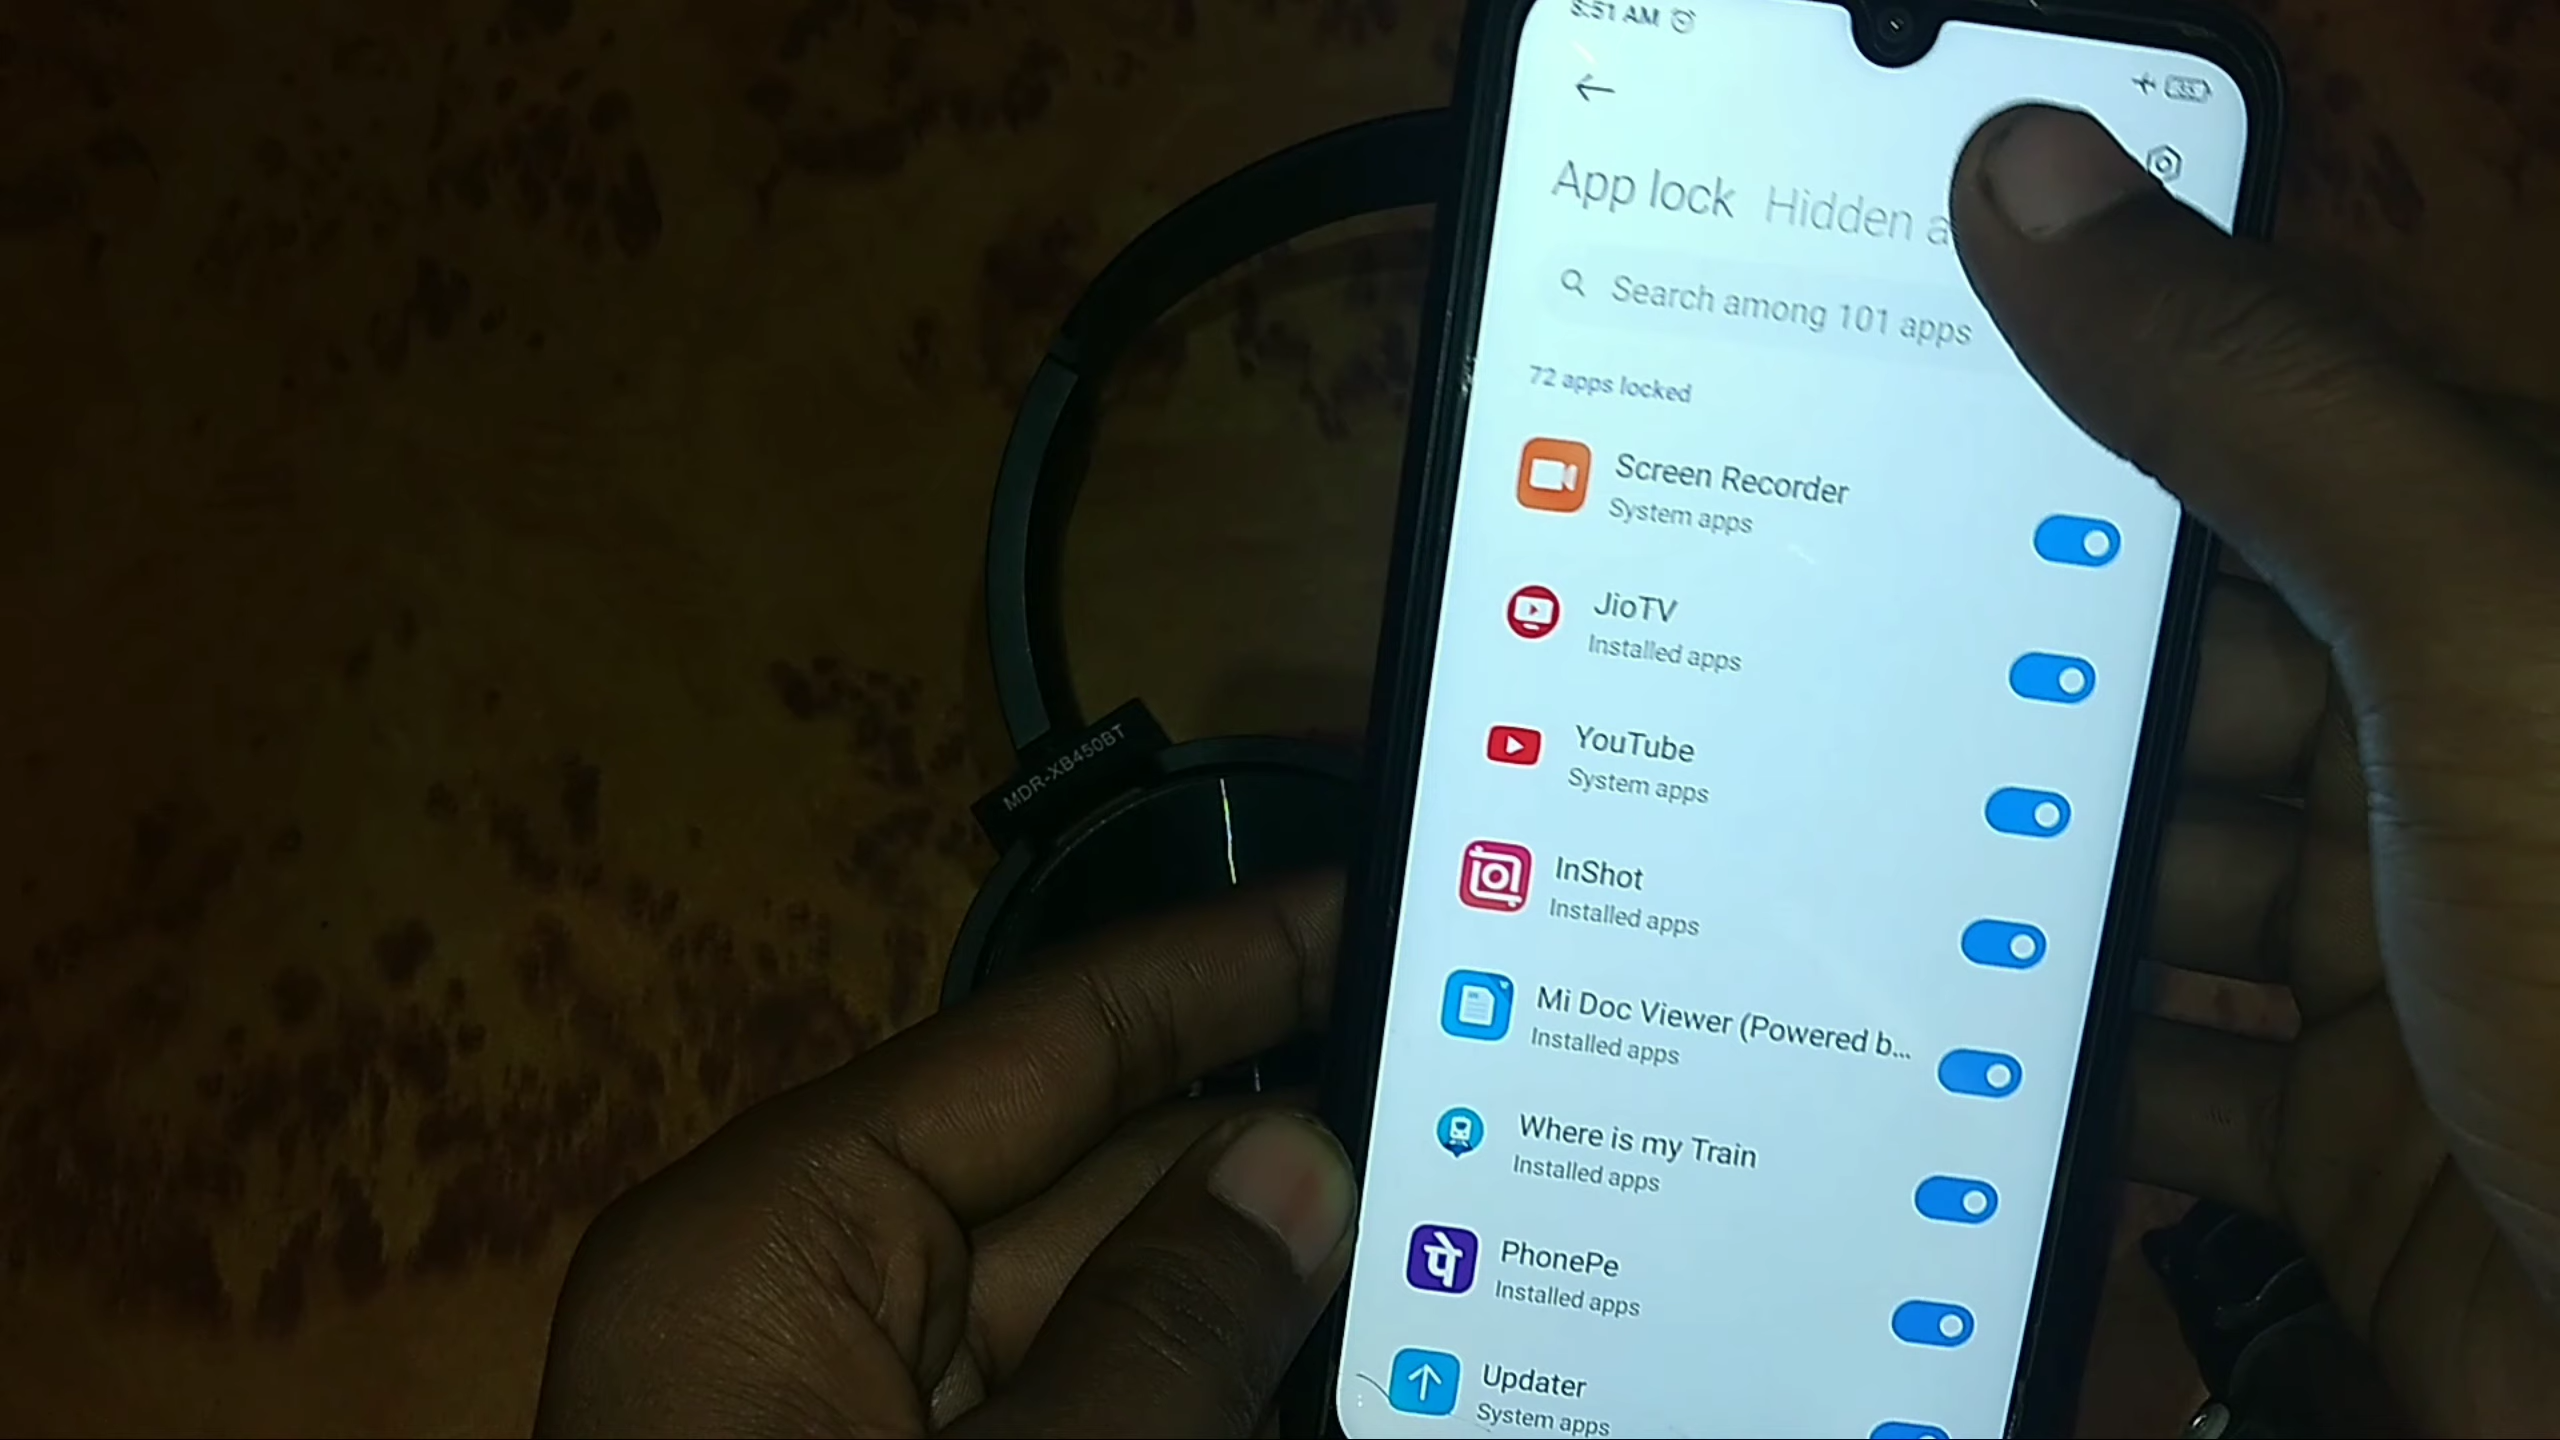 8:51 AM
33
App lock Hidden a
Search among 101 apps
72 apps locked
Screen Recorder
System apps
JioTV
Installed apps
YouTube
System apps
InShot
Installed apps
Mi Doc Viewer (Powered b...
Installed apps
Where is my Train
Installed apps
पे
PhonePe
Installed apps
Updater
System apps
MDR-XB450BT